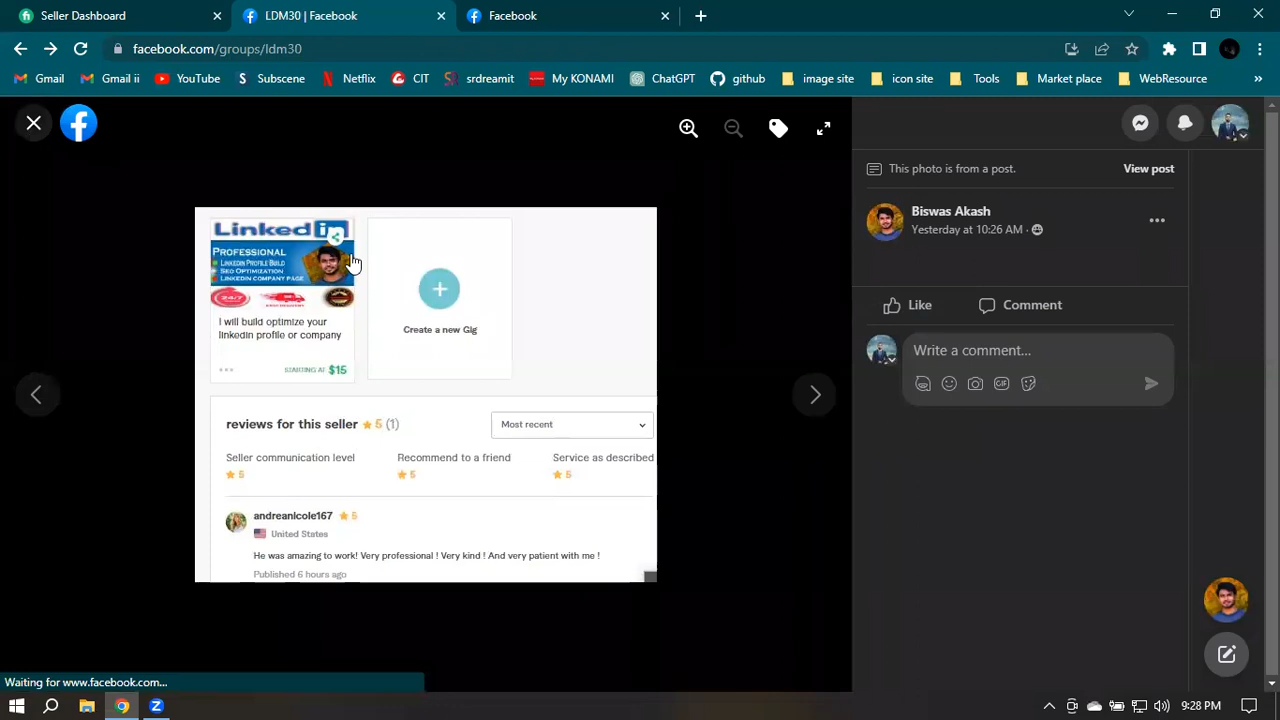 Seller Dashboard
LDM30 | Facebook
Facebook
facebook.com/groups/ldm30
Gmail
Gmail ii
YouTube
Subscene
Netflix
CIT
srdreamit
My KONAMI
ChatGPT
github
image site
icon site
Tools
Market place
WebResource
This photo is from a post.
View post
Biswas Akash
Yesterday at 10:26 AM
Like
Comment
Write a comment...
Linked in
PROFESSIONAL
LINKEDIN PROFILE BUILD
SEO OPTIMIZATION
LINKEDIN COMPANY PAGE
24/7
I will build optimize your
linkedin profile or company
STARTING AT $15
Create a new Gig
reviews for this seller 5 (1)
Most recent
Seller communication level
Recommend to a friend
Service as described
5
5
5
andreanicole167 5
United States
He was amazing to work! Very professional ! Very kind ! And very patient with me !
Published 6 hours ago
Waiting for www.facebook.com...
9:28 PM